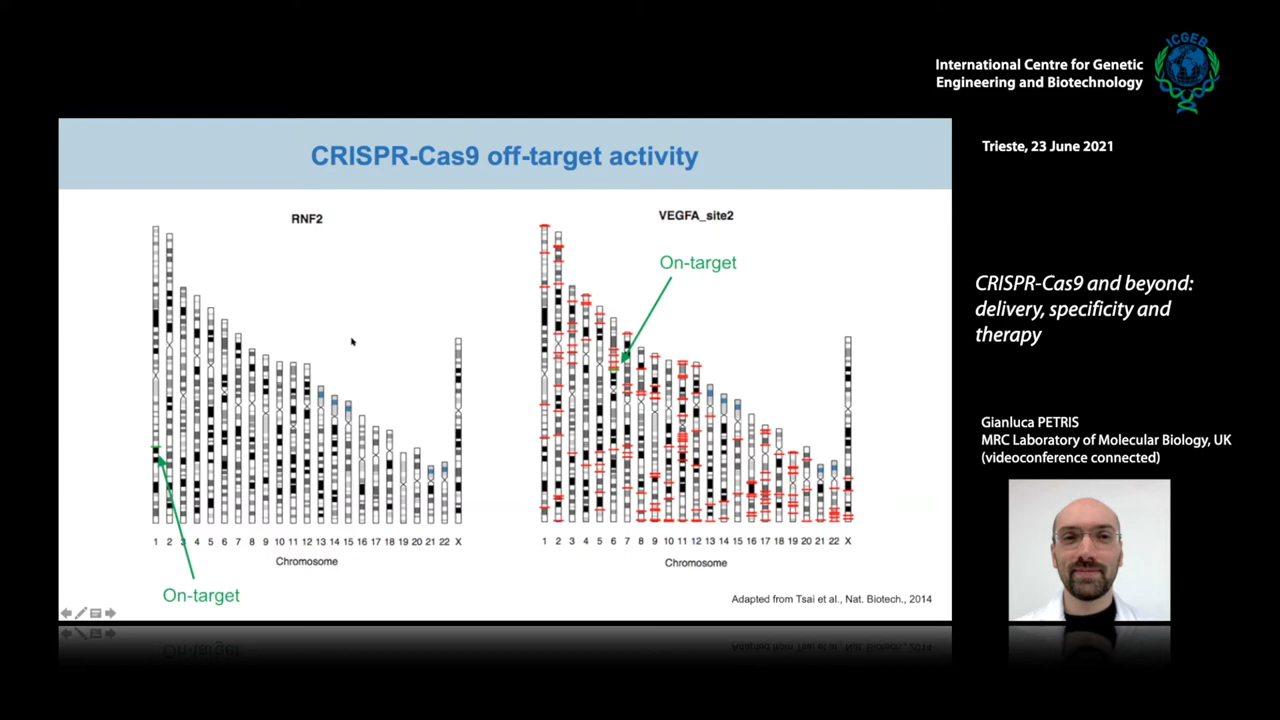 ICGEB
International Centre for Genetic
Engineering and Biotechnology
Trieste, 23 June 2021
CRISPR-Cas9 off-target activity
RNF2
VEGFA_site2
On-target
1 2 3 4 5 6 7 8 9 10 11 12 13 14 15 16 17 18 19 20 21 22 X
Chromosome
On-target
1 2 3 4 5 6 7 8 9 10 11 12 13 14 15 16 17 18 19 20 21 22 X
Chromosome
Adapted from Tsai et al., Nat. Biotech., 2014
CRISPR-Cas9 and beyond:
delivery, specificity and
therapy
Gianluca PETRIS
MRC Laboratory of Molecular Biology, UK
(videoconference connected)